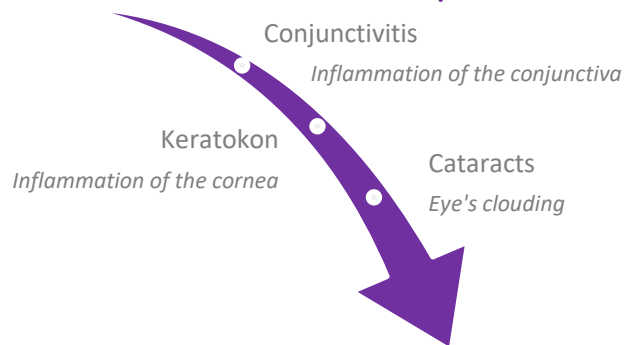 Conjunctivitis
Inflammation of the conjunctiva
Keratokon
Inflammation of the cornea
Cataracts
Eye's clouding